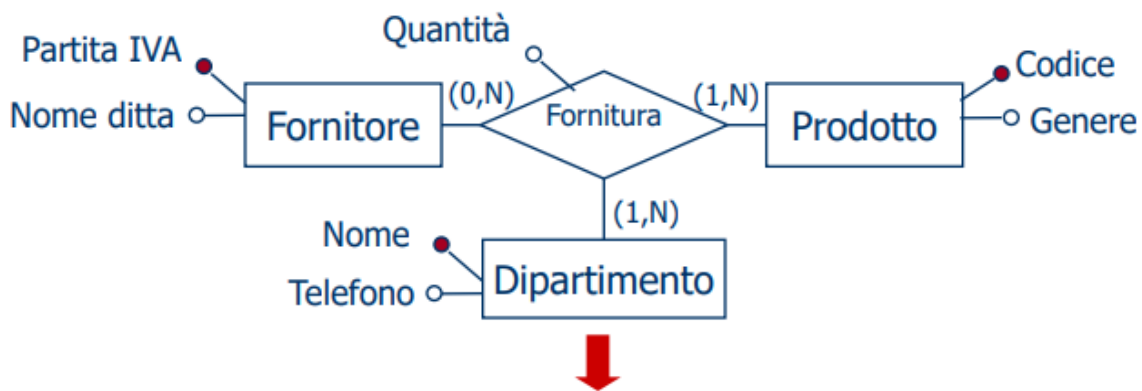 Quantità
Partita IVA
Nome ditta
Fornitore
(0,N)
Fornitura
(1,N)
Prodotto
Codice
Genere
(1,N)
Nome
Telefono
Dipartimento